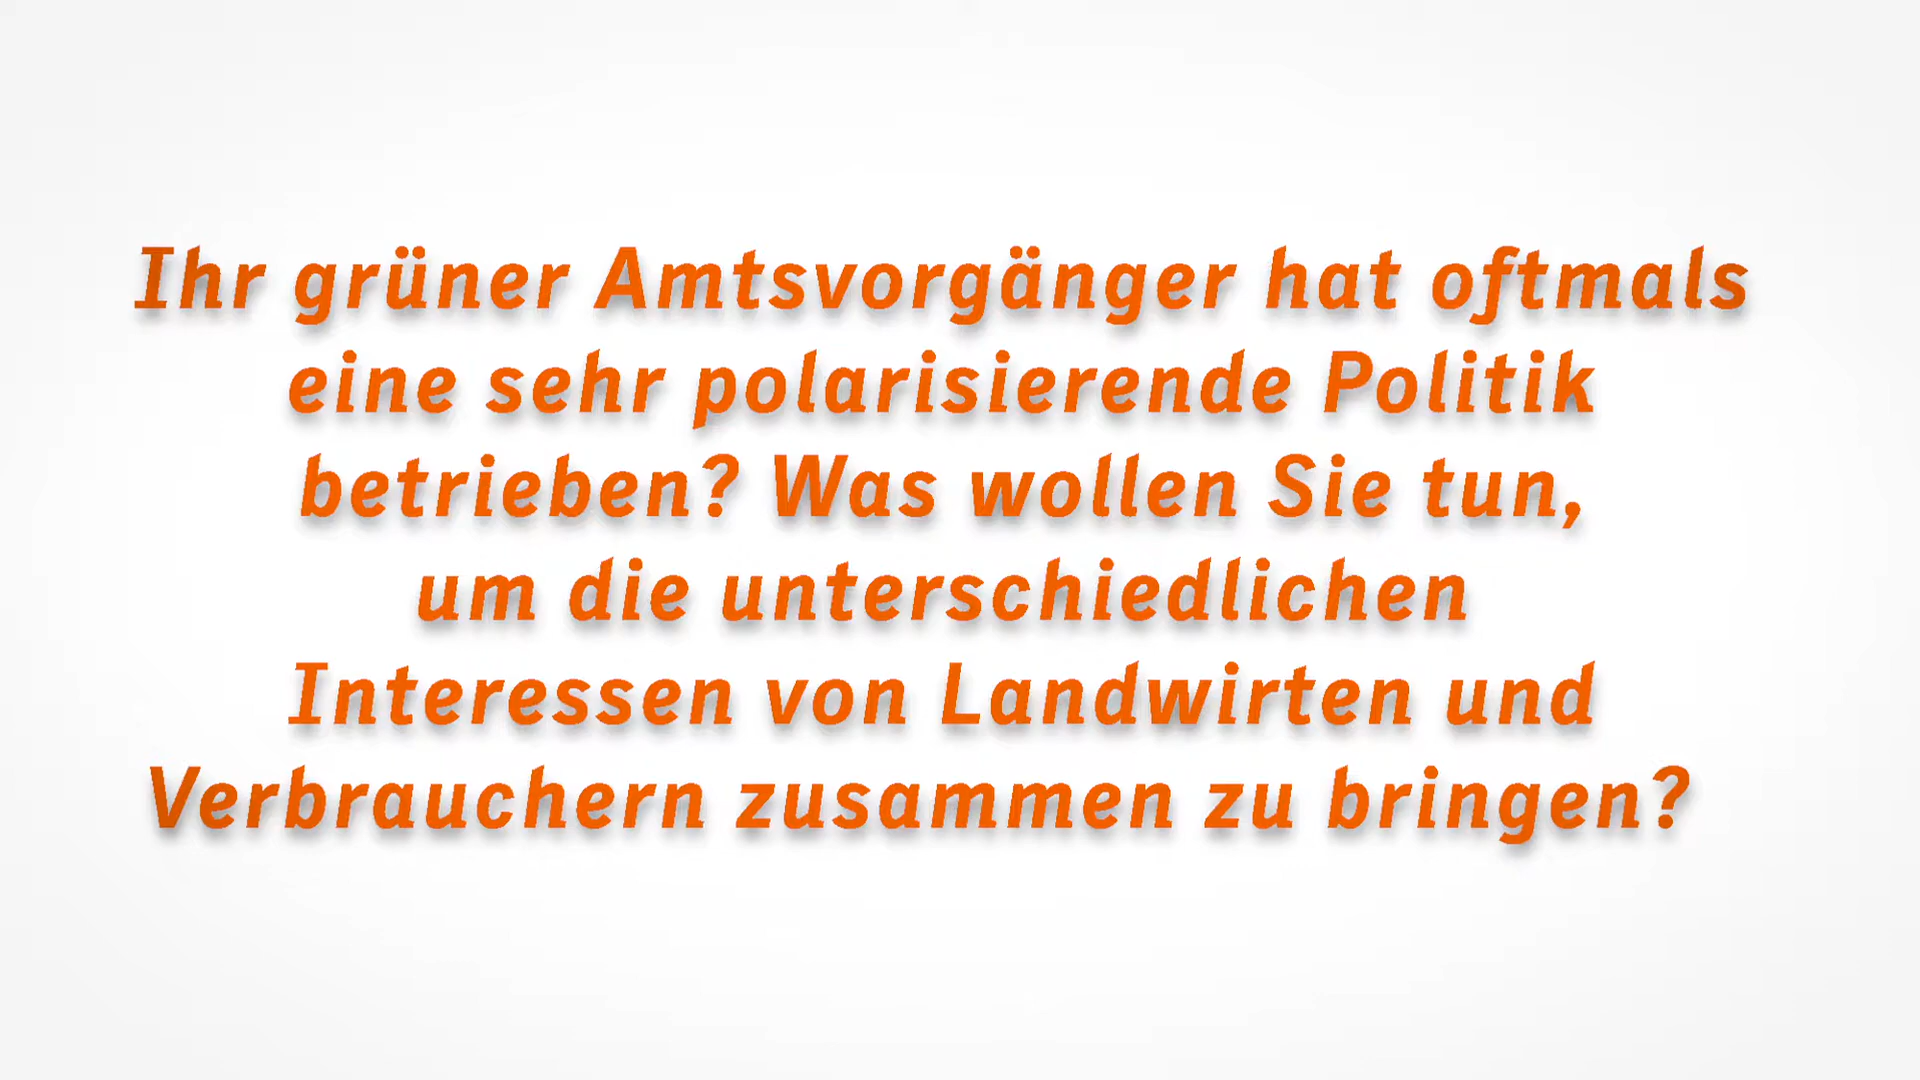 Ihr grüner Amtsvorgänger hat oftmals
eine sehr polarisierende Politik
betrieben? Was wollen Sie tun,
um die unterschiedlichen
Interessen von Landwirten und
Verbrauchern zusammen zu bringen?